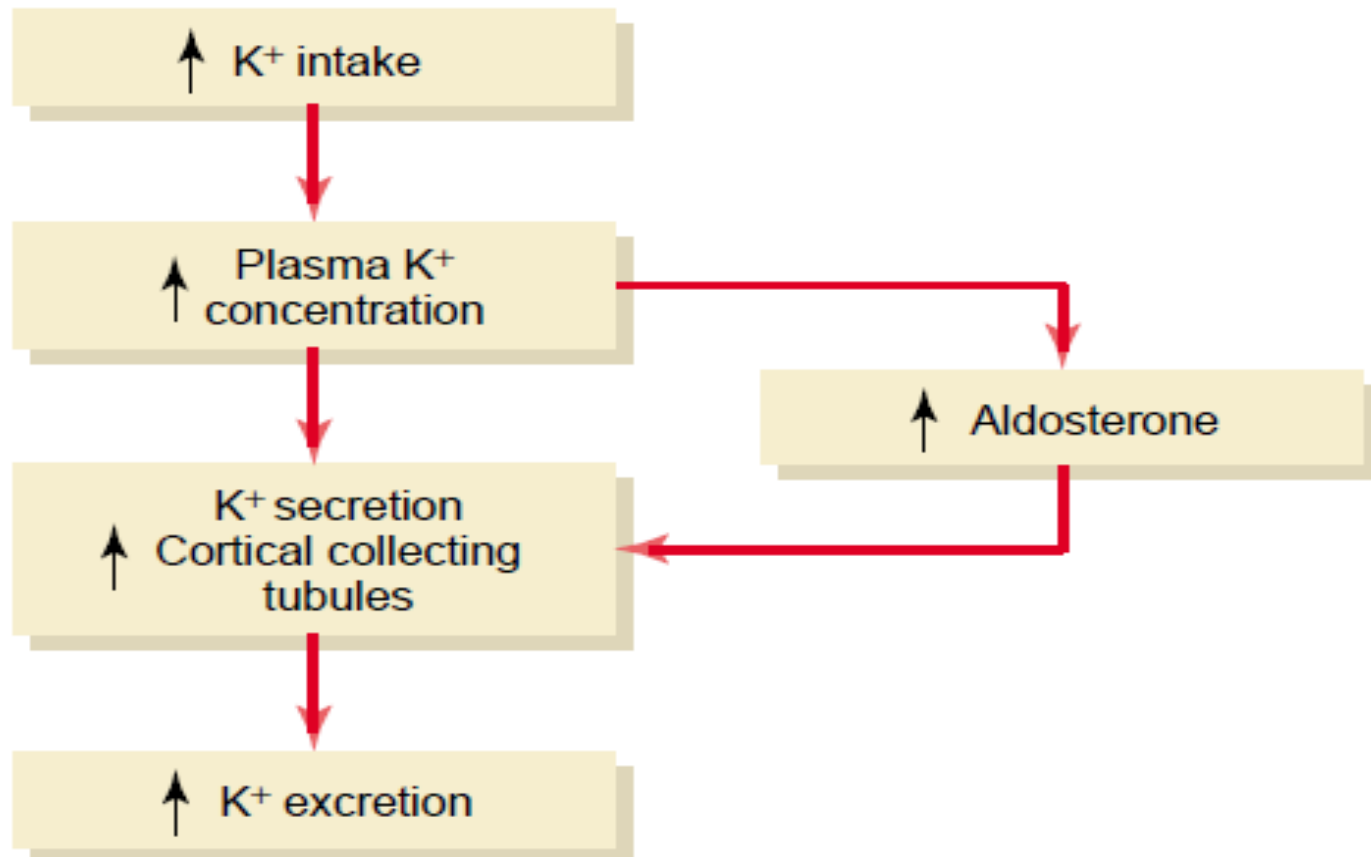 ↑ K⁺ intake
↑ Plasma K⁺
concentration
↑ Aldosterone
K⁺ secretion
↑ Cortical collecting
tubules
↑ K⁺ excretion